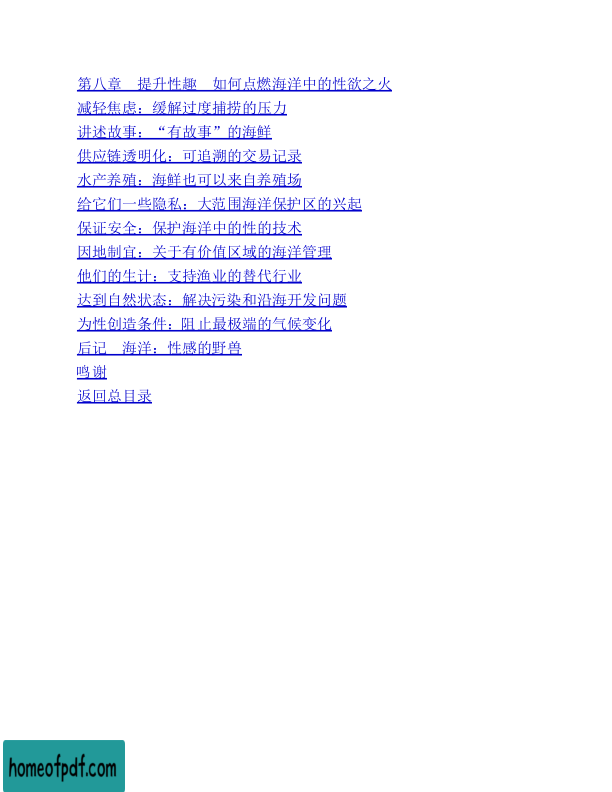 第八章　提升性趣　如何点燃海洋中的性欲之火
减轻焦虑：缓解过度捕捞的压力
讲述故事：“有故事”的海鲜
供应链透明化：可追溯的交易记录
水产养殖：海鲜也可以来自养殖场
给它们一些隐私：大范围海洋保护区的兴起
保证安全：保护海洋中的性的技术
因地制宜：关于有价值区域的海洋管理
他们的生计：支持渔业的替代行业
达到自然状态：解决污染和沿海开发问题
为性创造条件：阻止最极端的气候变化
后记　海洋：性感的野兽
鸣谢
返回总目录
homeofpdf.com